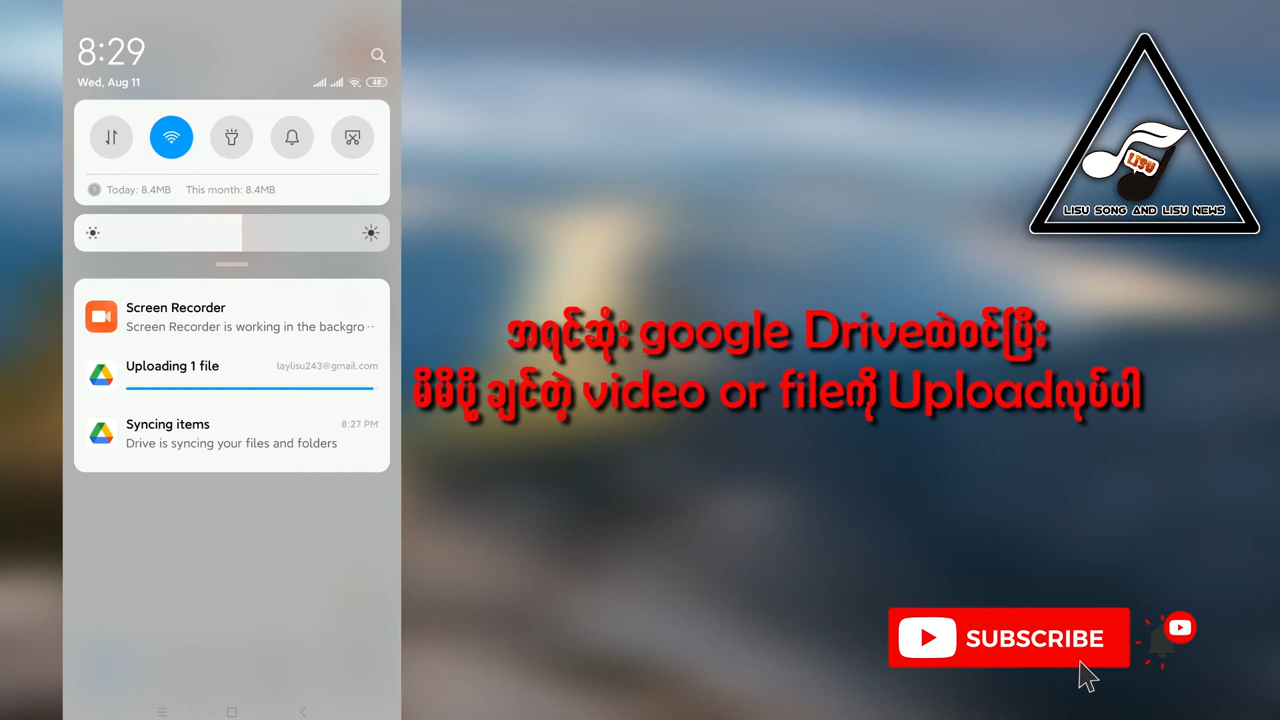 8:29
Wed, Aug 11
48
Today: 8.4MB This month: 8.4MB
Screen Recorder
Screen Recorder is working in the backgro ··
Uploading 1 file laylisu243@gmail.com
Syncing items 8:27 PM
Drive is syncing your files and folders
LISU
LISU SONG AND LISU NEWS
အရင်ဆုံး google Driveထဲဝင်ပြီး
မိမိပို့ ချင်တဲ့ video or fileကို Uploadလုပ်ပါ
SUBSCRIBE